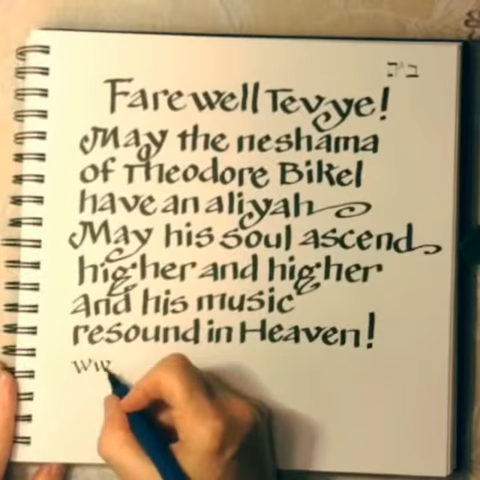 ב״ת
Farewell Tevye!
May the neshama
of Theodore Bikel
have an aliyah
May his soul ascend
higher and higher
and his music
resound in Heaven!